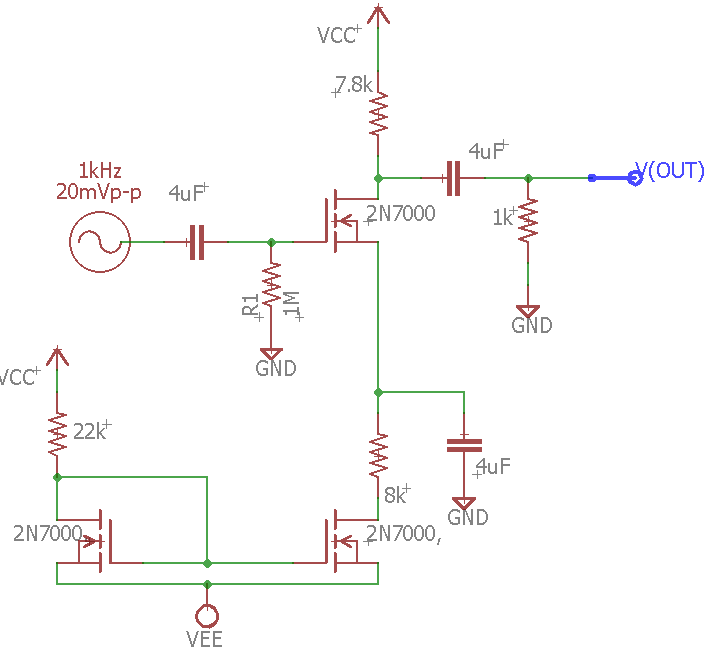 VCC
7.8k
4uF
V(OUT)
1kHz
20mVp-p
4uF
2N7000
1k
R1
1M
GND
GND
VCC
22k
8k
4uF
GND
2N7000
2N7000,
VEE